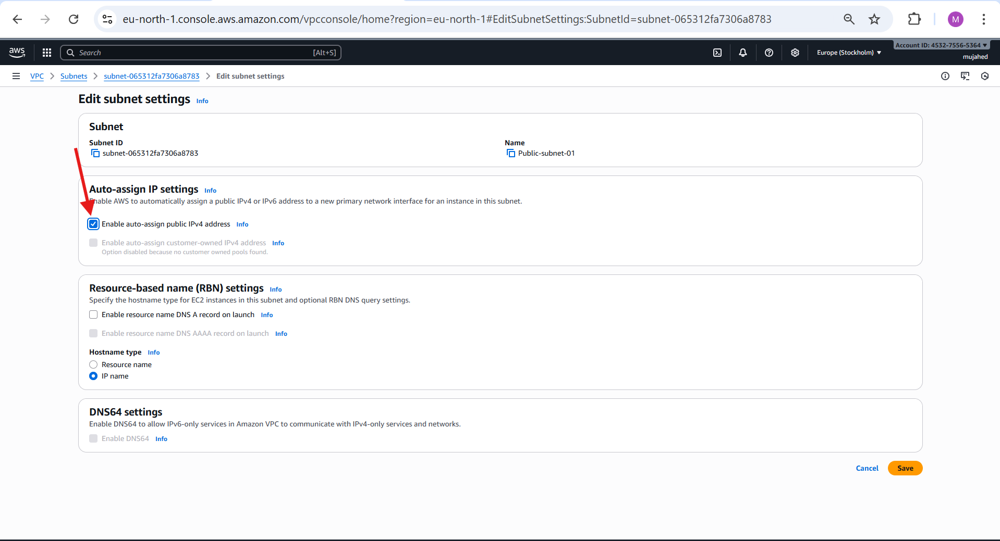 eu-north-1.console.aws.amazon.com/vpcconsole/home?region=eu-north-1#EditSubnetSettings:SubnetId=subnet-065312fa7306a8783
M
aws
Search [Alt+S]
Europe (Stockholm)
Account ID: 4532-7556-5364
mujahed
VPC > Subnets > subnet-065312fa7306a8783 > Edit subnet settings
Edit subnet settings Info
Subnet
Subnet ID
subnet-065312fa7306a8783
Name
Public-subnet-01
Auto-assign IP settings Info
Enable AWS to automatically assign a public IPv4 or IPv6 address to a new primary network interface for an instance in this subnet.
Enable auto-assign public IPv4 address Info
Enable auto-assign customer-owned IPv4 address Info
Option disabled because no customer owned pools found.
Resource-based name (RBN) settings Info
Specify the hostname type for EC2 instances in this subnet and optional RBN DNS query settings.
Enable resource name DNS A record on launch Info
Enable resource name DNS AAAA record on launch Info
Hostname type Info
Resource name
IP name
DNS64 settings
Enable DNS64 to allow IPv6-only services in Amazon VPC to communicate with IPv4-only services and networks.
Enable DNS64 Info
Cancel Save